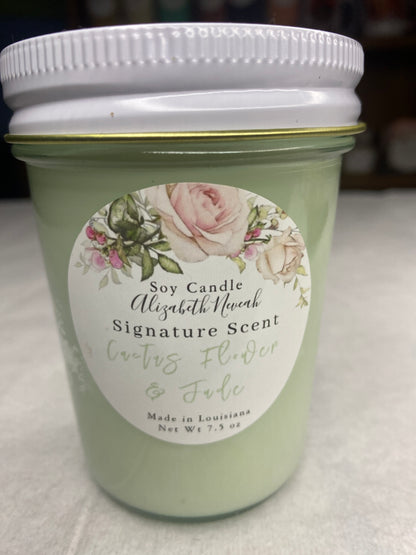 Soy Candle
Alizabeth Neveah
Signature Scent
Cactus Flower
& Jade
Made in Louisiana
Net Wt 7.5 oz